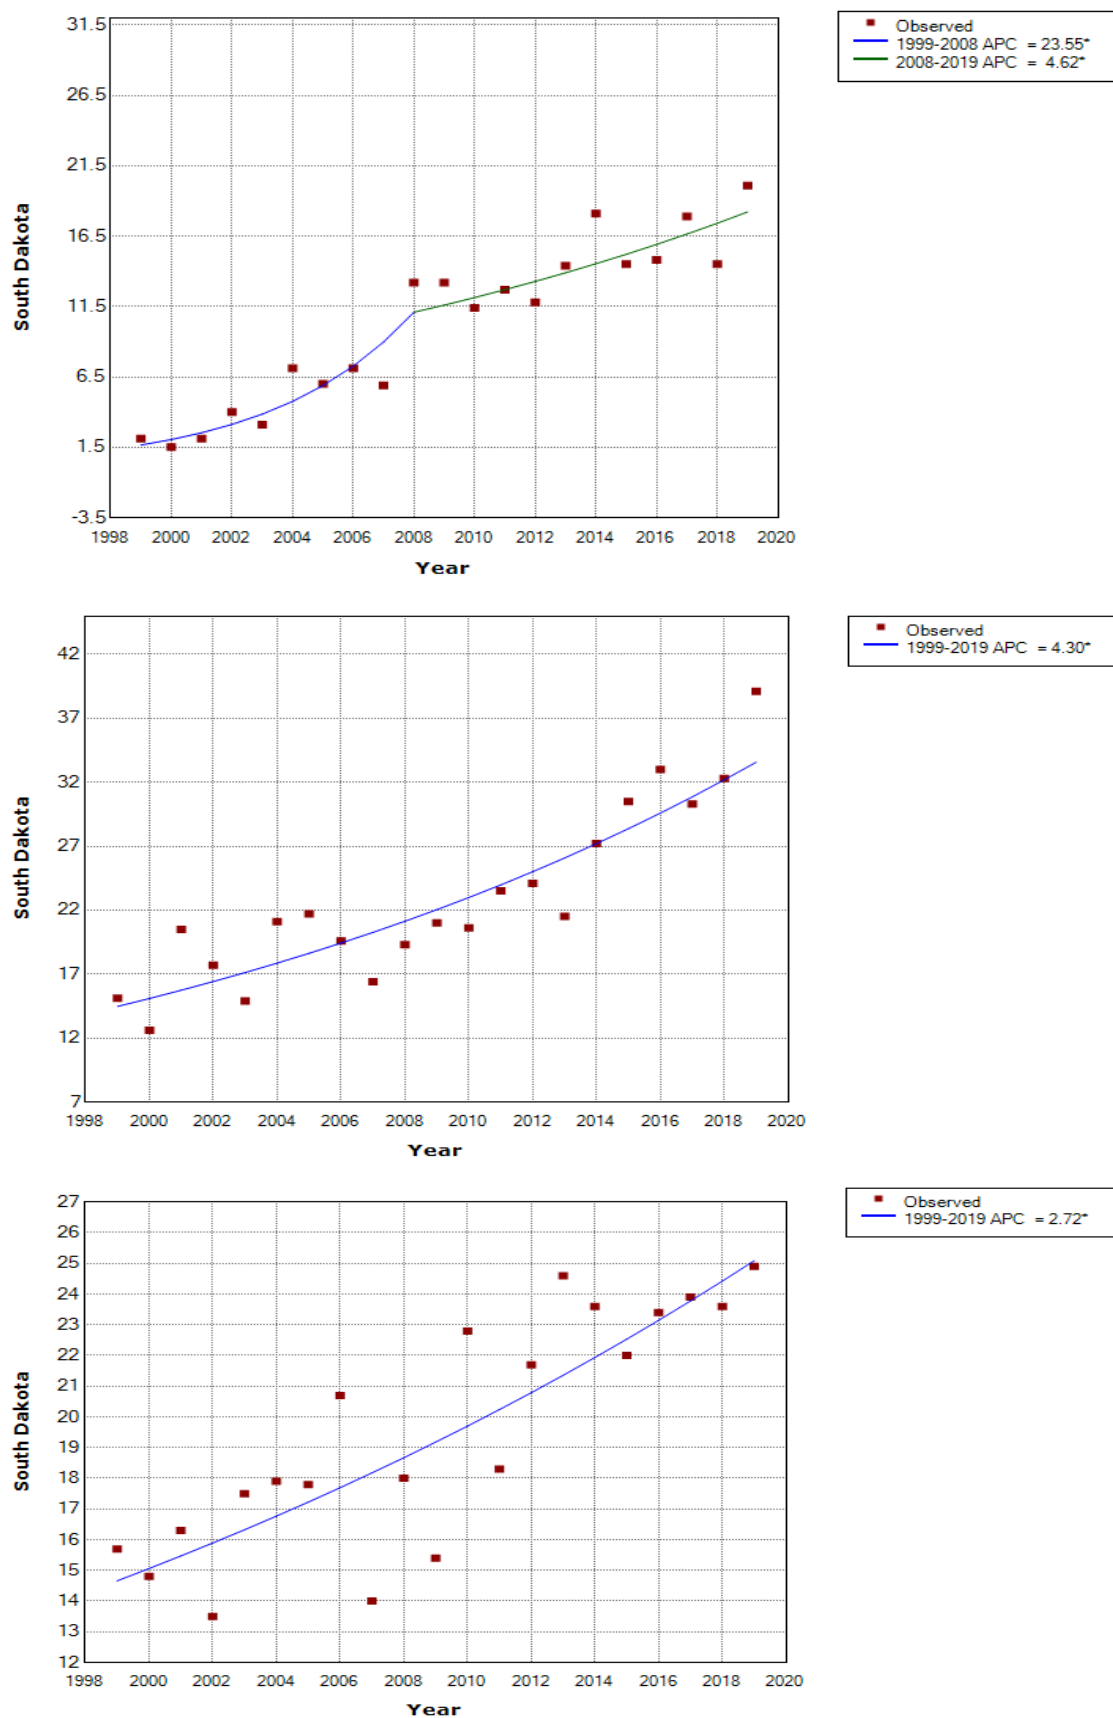 31.5
26.5
21.5
16.5
11.5
6.5
1.5
-3.5
South Dakota
1998 2000 2002 2004 2006 2008 2010 2012 2014 2016 2018 2020
Year
Observed
1999-2008 APC = 23.55*
2008-2019 APC = 4.62*
42
37
32
27
22
17
12
7
South Dakota
1998 2000 2002 2004 2006 2008 2010 2012 2014 2016 2018 2020
Year
Observed
1999-2019 APC = 4.30*
27
26
25
24
23
22
21
20
19
18
17
16
15
14
13
12
South Dakota
1998 2000 2002 2004 2006 2008 2010 2012 2014 2016 2018 2020
Year
Observed
1999-2019 APC = 2.72*